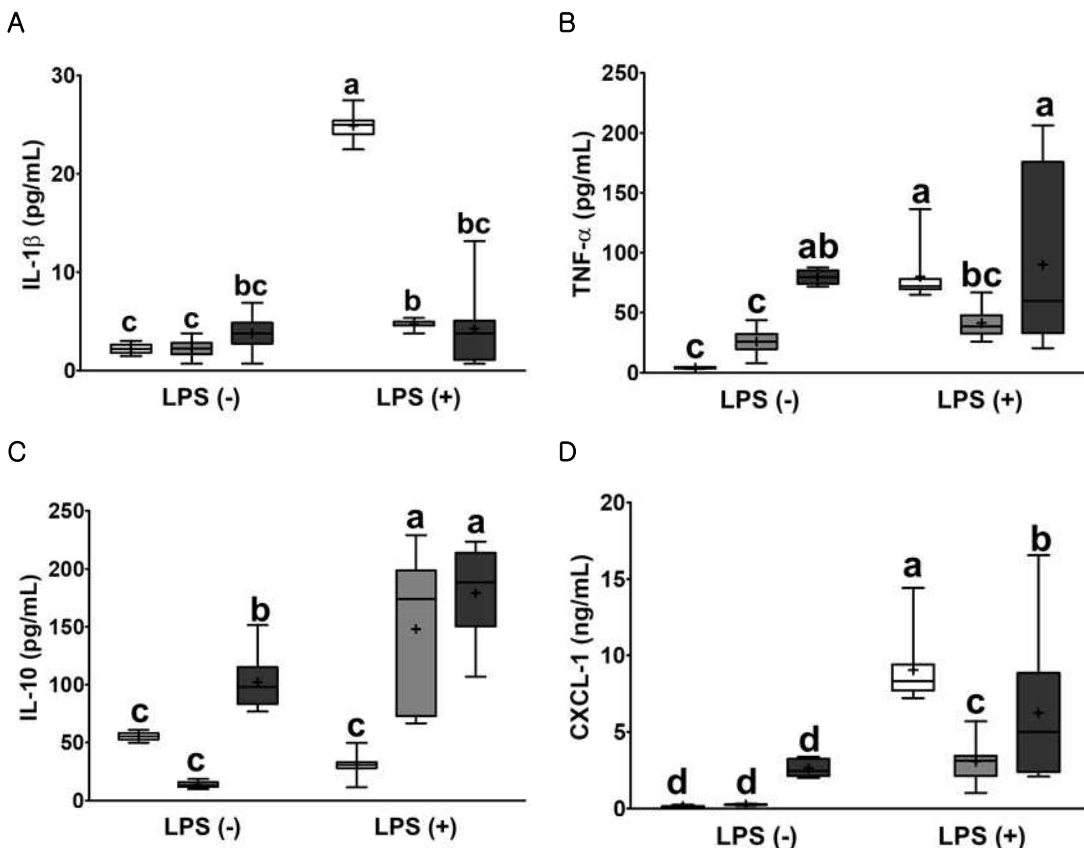 A
IL-1β (pg/mL)
30
20
10
0
c
c
bc
a
b
bc
LPS (-)
LPS (+)
B
TNF-α (pg/mL)
250
200
150
100
50
0
c
c
ab
a
bc
a
LPS (-)
LPS (+)
C
IL-10 (pg/mL)
250
200
150
100
50
0
c
c
b
c
a
a
LPS (-)
LPS (+)
D
CXCL-1 (ng/mL)
20
15
10
5
0
d
d
d
a
c
b
LPS (-)
LPS (+)